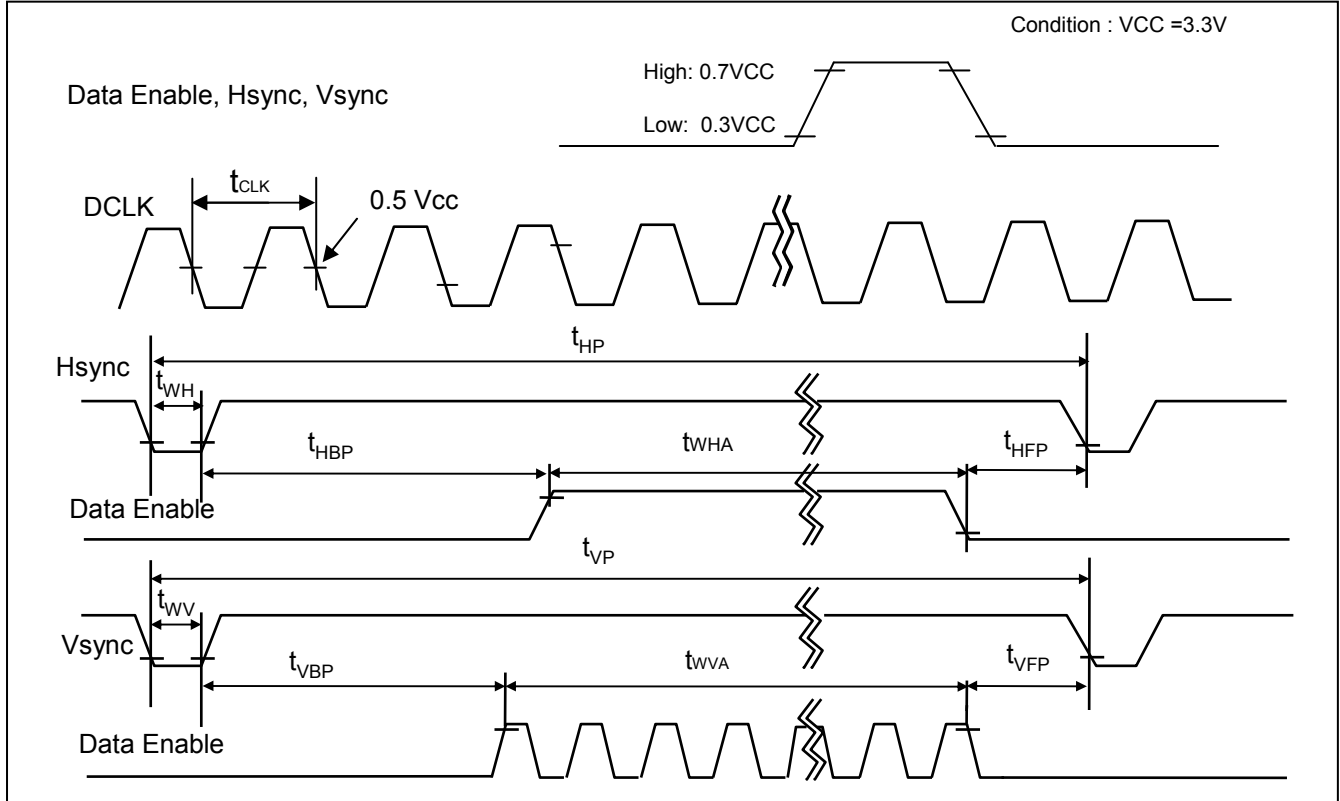 Condition : VCC =3.3V
High: 0.7VCC
Data Enable, Hsync, Vsync
Low: 0.3VCC
tCLK
0.5 Vcc
DCLK
tHP
Hsync
tWH
tHBP
tWHA
tHFP
Data Enable
tVP
tWV
Vsync
tVBP
tWVA
tVFP
Data Enable